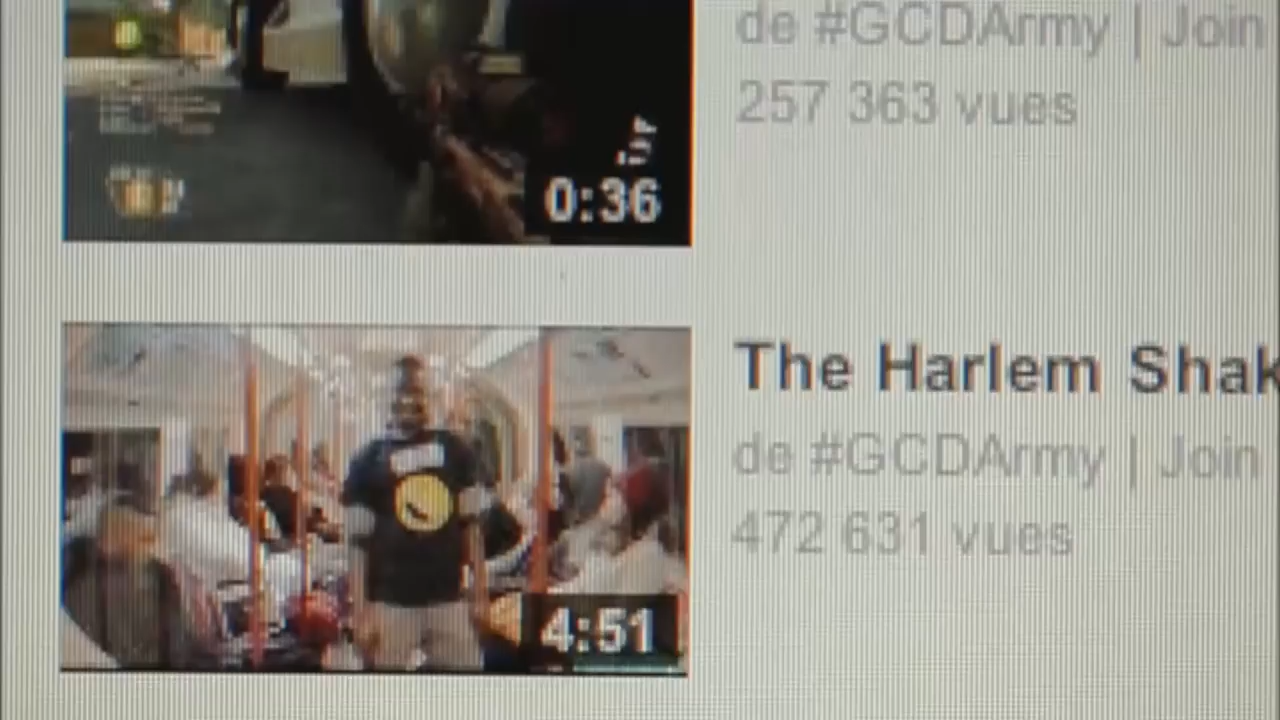 de #GCDArmy | Join
257 363 vues
0:36
The Harlem Shak
de #GCDArmy | Join
472 631 vues
4:51